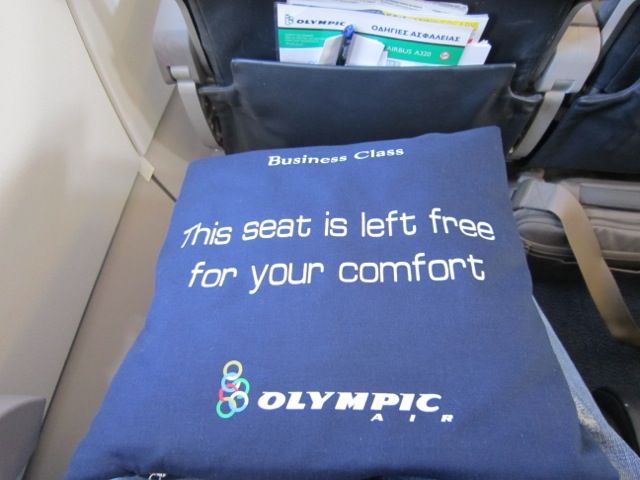 OLYMPIC
ΟΔΗΓΙΕΣ ΑΣΦΑΛΕΙΑΣ
AIRBUS A320
Business Class
This seat is left free
for your comfort
OLYMPIC
AIR